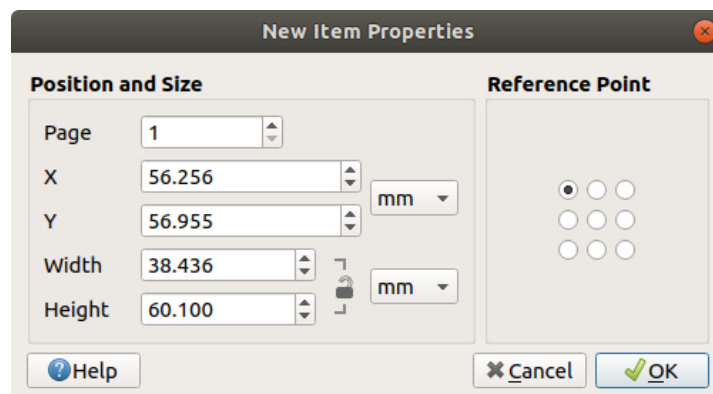 New Item Properties
Position and Size
Reference Point
Page 1
X 56.256
mm
Y 56.955
Width 38.436
mm
Height 60.100
Help
Cancel
OK